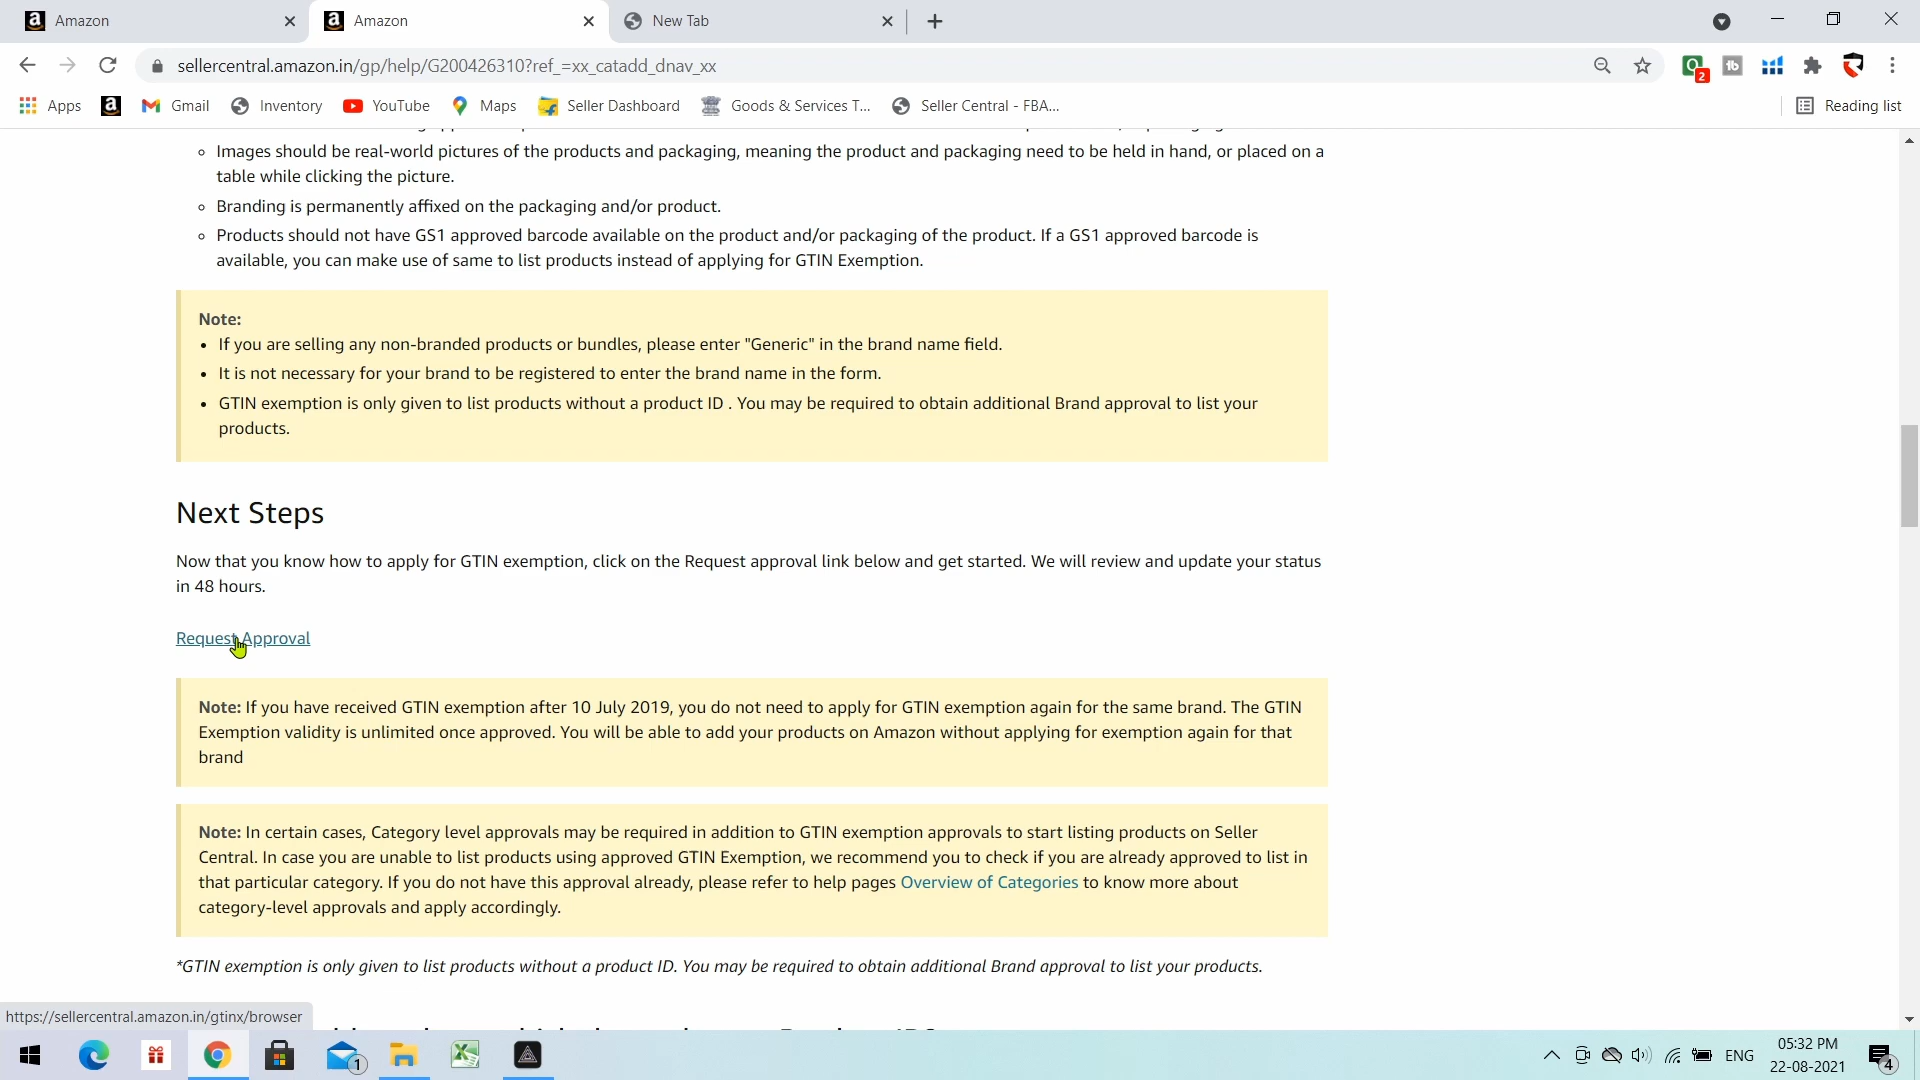 Amazon
Amazon
New Tab
sellercentral.amazon.in/gp/help/G200426310?ref_=xx_catadd_dnav_xx
2
Apps
Gmail
Inventory
YouTube
Maps
Seller Dashboard
Goods & Services T...
Seller Central - FBA...
Reading list
Images should be real-world pictures of the products and packaging, meaning the product and packaging need to be held in hand, or placed on a
table while clicking the picture.
Branding is permanently affixed on the packaging and/or product.
Products should not have GS1 approved barcode available on the product and/or packaging of the product. If a GS1 approved barcode is
available, you can make use of same to list products instead of applying for GTIN Exemption.
Note:
If you are selling any non-branded products or bundles, please enter "Generic" in the brand name field.
It is not necessary for your brand to be registered to enter the brand name in the form.
GTIN exemption is only given to list products without a product ID . You may be required to obtain additional Brand approval to list your
products.
Next Steps
Now that you know how to apply for GTIN exemption, click on the Request approval link below and get started. We will review and update your status
in 48 hours.
Request Approval
Note: If you have received GTIN exemption after 10 July 2019, you do not need to apply for GTIN exemption again for the same brand. The GTIN
Exemption validity is unlimited once approved. You will be able to add your products on Amazon without applying for exemption again for that
brand
Note: In certain cases, Category level approvals may be required in addition to GTIN exemption approvals to start listing products on Seller
Central. In case you are unable to list products using approved GTIN Exemption, we recommend you to check if you are already approved to list in
that particular category. If you do not have this approval already, please refer to help pages Overview of Categories to know more about
category-level approvals and apply accordingly.
*GTIN exemption is only given to list products without a product ID. You may be required to obtain additional Brand approval to list your products.
https://sellercentral.amazon.in/gtinx/browser
1
ENG
05:32 PM
22-08-2021
4